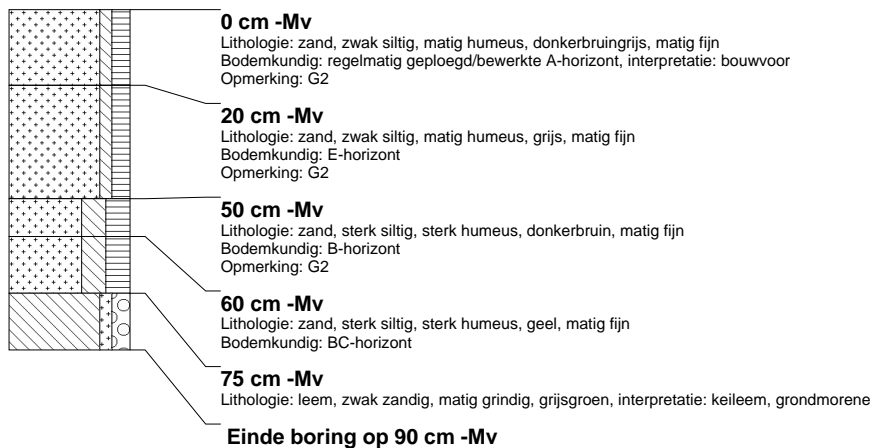 0 cm -Mv
Lithologie: zand, zwak siltig, matig humeus, donkerbruingrijs, matig fijn
Bodemkundig: regelmatig geploegd/bewerkte A-horizont, interpretatie: bouwvoor
Opmerking: G2
20 cm -Mv
Lithologie: zand, zwak siltig, matig humeus, grijs, matig fijn
Bodemkundig: E-horizont
Opmerking: G2
50 cm -Mv
Lithologie: zand, sterk siltig, sterk humeus, donkerbruin, matig fijn
Bodemkundig: B-horizont
Opmerking: G2
60 cm -Mv
Lithologie: zand, sterk siltig, sterk humeus, geel, matig fijn
Bodemkundig: BC-horizont
75 cm -Mv
Lithologie: leem, zwak zandig, matig grindig, grijsgroen, interpretatie: keileem, grondmorene
Einde boring op 90 cm -Mv